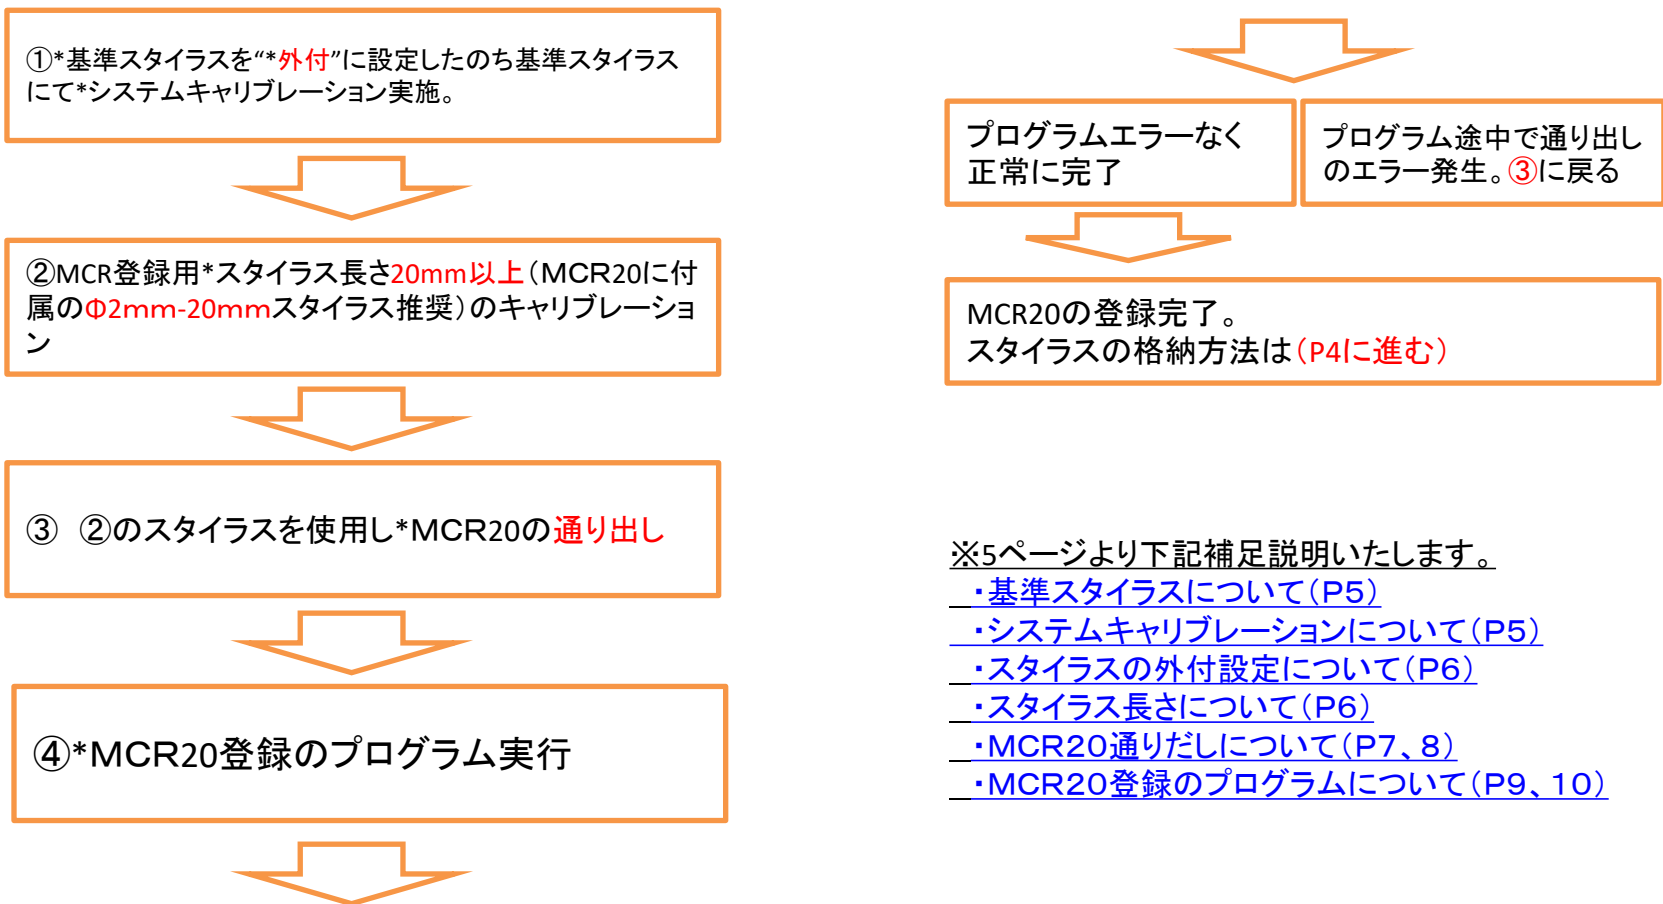 ①*基準スタイラスを“*外付”に設定したのち基準スタイラス
にて*システムキャリブレーション実施。
②MCR登録用*スタイラス長さ20mm以上（ＭＣＲ20に付
属のΦ2ｍｍ-20ｍｍスタイラス推奨）のキャリブレーショ
ン
③　②のスタイラスを使用し*ＭＣＲ20の通り出し
④*ＭＣＲ20登録のプログラム実行
プログラムエラーなく
正常に完了
プログラム途中で通り出し
のエラー発生。③に戻る
MCR20の登録完了。
スタイラスの格納方法は（P4に進む）
※5ページより下記補足説明いたします。
・基準スタイラスについて（Ｐ５）
・システムキャリブレーションについて（Ｐ５）
・スタイラスの外付設定について（Ｐ６）
・スタイラス長さについて（Ｐ６）
・ＭＣＲ２０通りだしについて（Ｐ７、８）
・ＭＣＲ２０登録のプログラムについて（Ｐ９、１０）